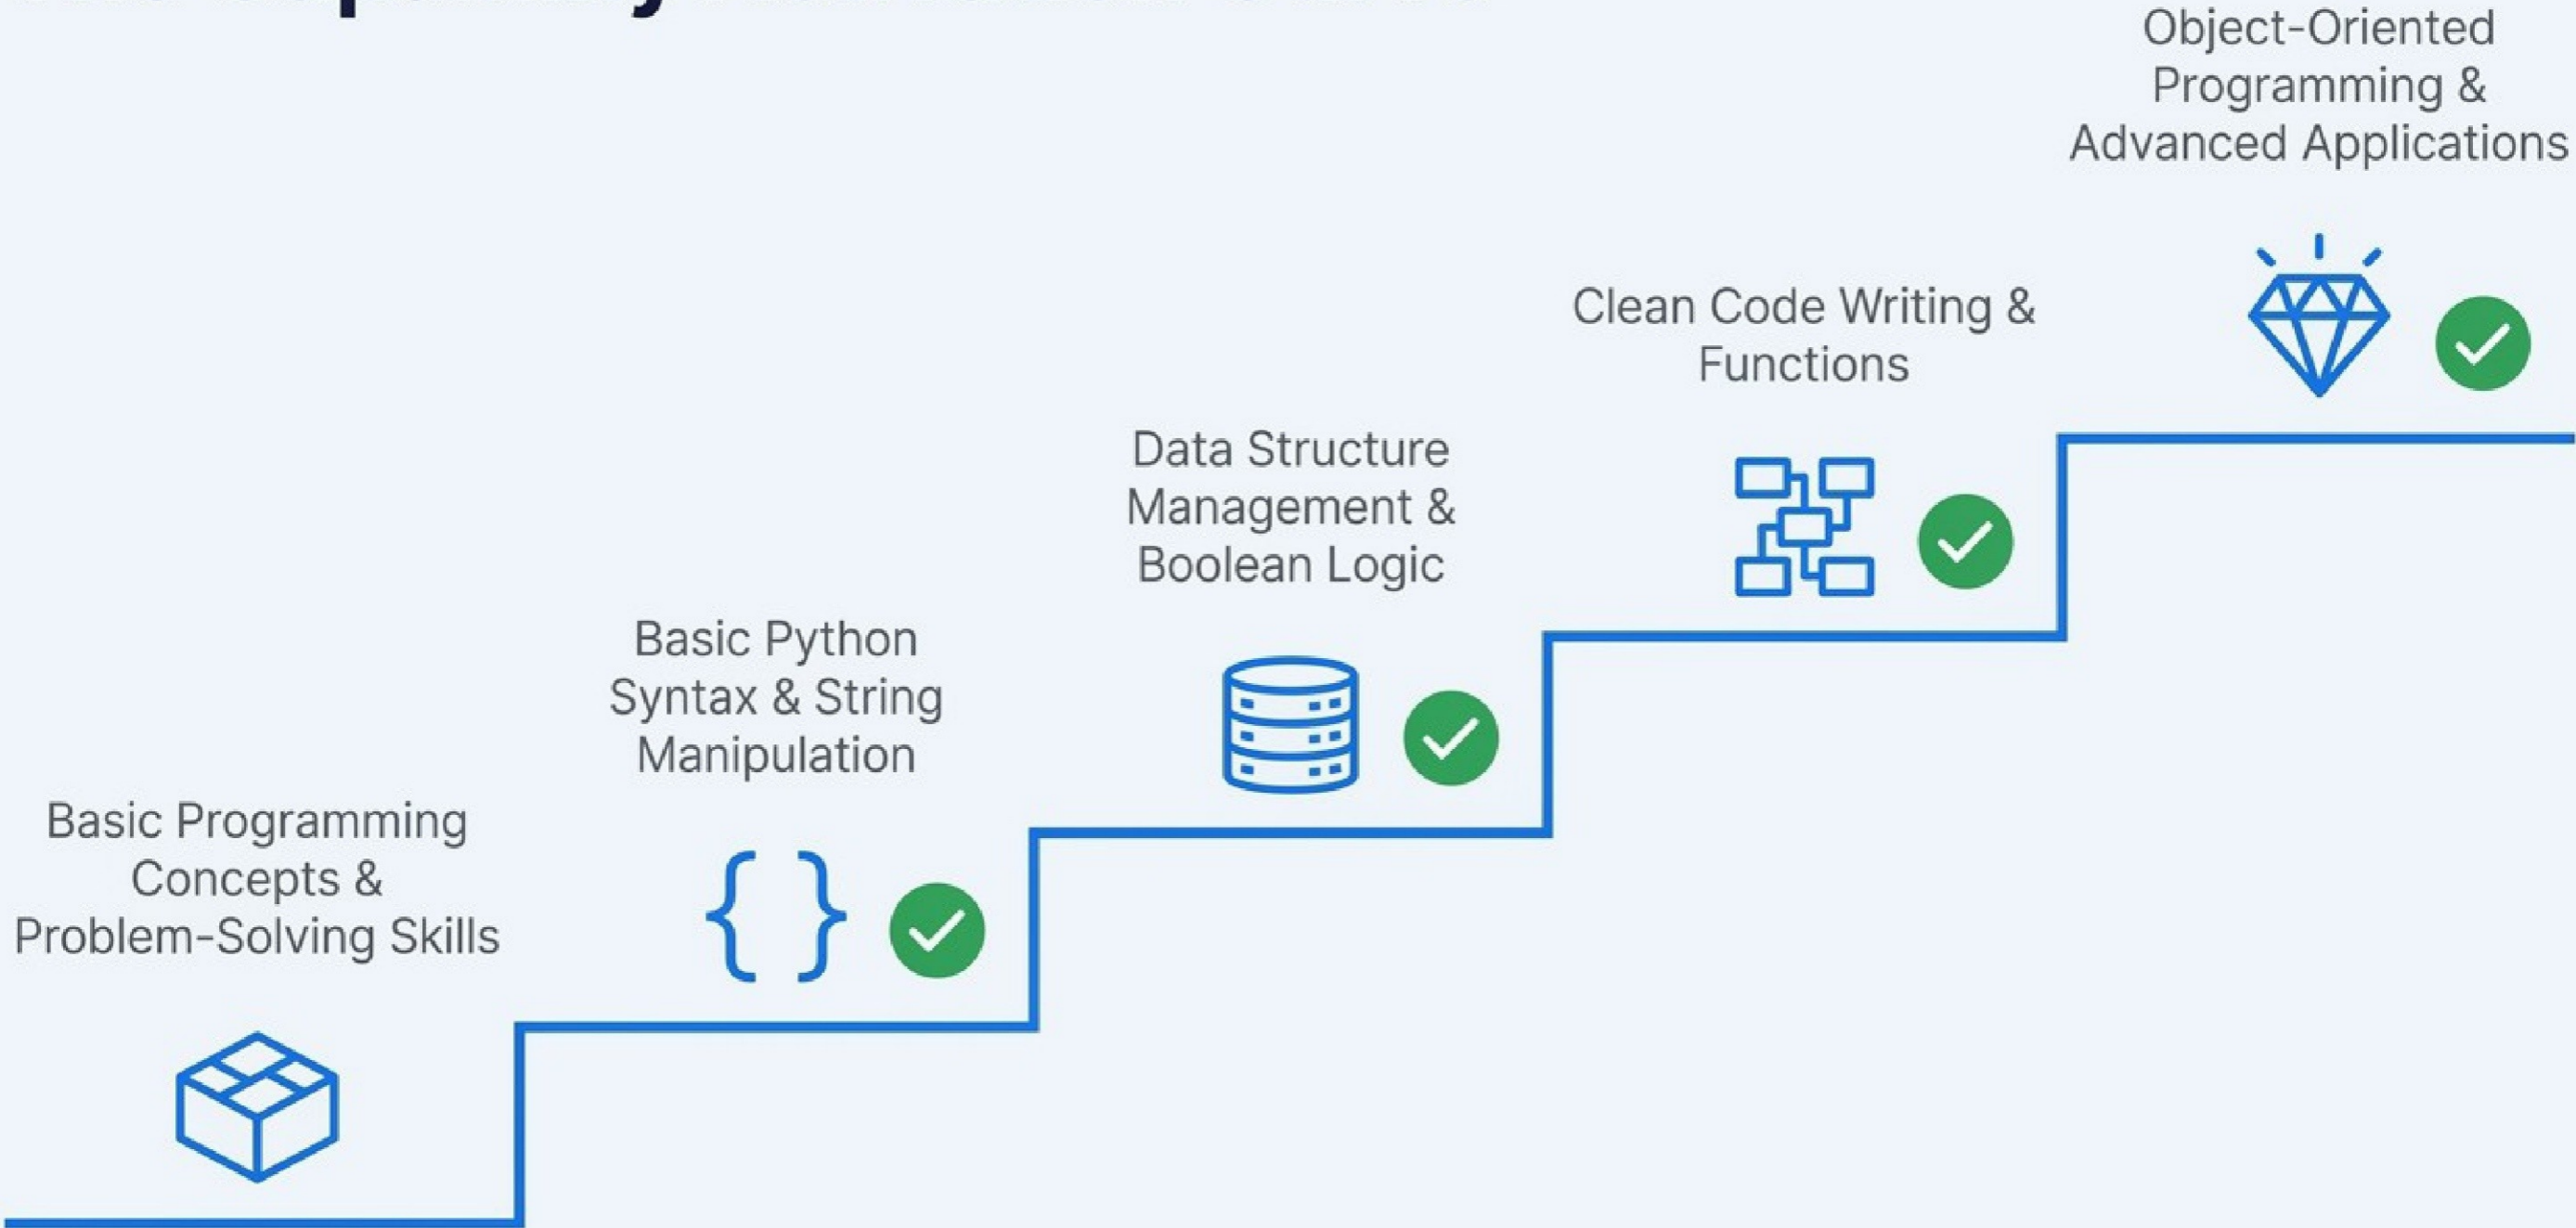 Basic Programming
Concepts &
Problem-Solving Skills
Basic Python
Syntax & String
Manipulation
{ }
Data Structure
Management &
Boolean Logic
Clean Code Writing &
Functions
Object-Oriented
Programming &
Advanced Applications